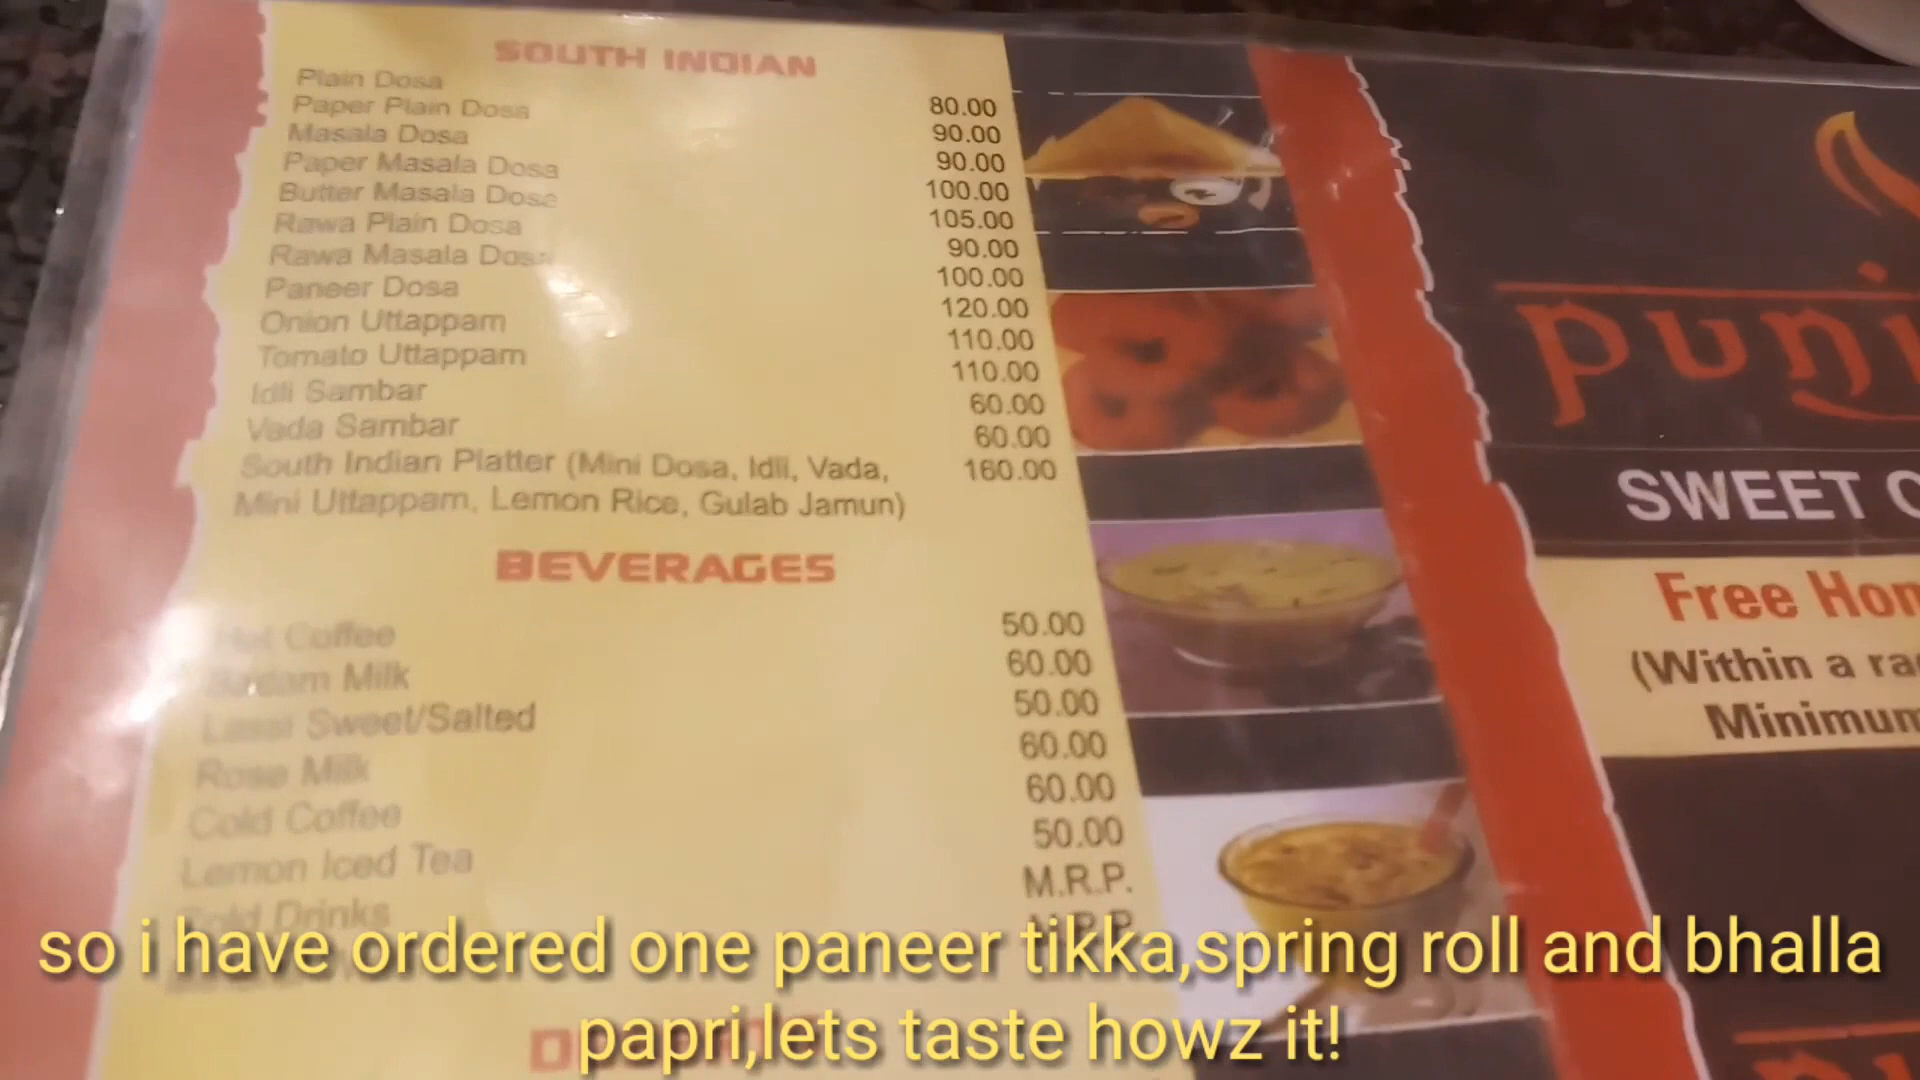 SOUTH INDIAN
Plain Dosa 80.00
Paper Plain Dosa 90.00
Masala Dosa 90.00
Paper Masala Dosa 100.00
Butter Masala Dosa 105.00
Rawa Plain Dosa 90.00
Rawa Masala Dosa 100.00
Paneer Dosa 120.00
Onion Uttappam 110.00
Tomato Uttappam 110.00
Idli Sambar 60.00
Vada Sambar 60.00
South Indian Platter (Mini Dosa, Idli, Vada, 160.00
Mini Uttappam, Lemon Rice, Gulab Jamun)
BEVERAGES
Hot Coffee 50.00
Badam Milk 60.00
Lassi Sweet/Salted 50.00
Rose Milk 60.00
Cold Coffee 60.00
Lemon Iced Tea 50.00
Cold Drinks M.R.P.
M.R.P.
punj
SWEET
Free Hom
(Within a ra
Minimum
so i have ordered one paneer tikka,spring roll and bhalla
papri,lets taste howz it!